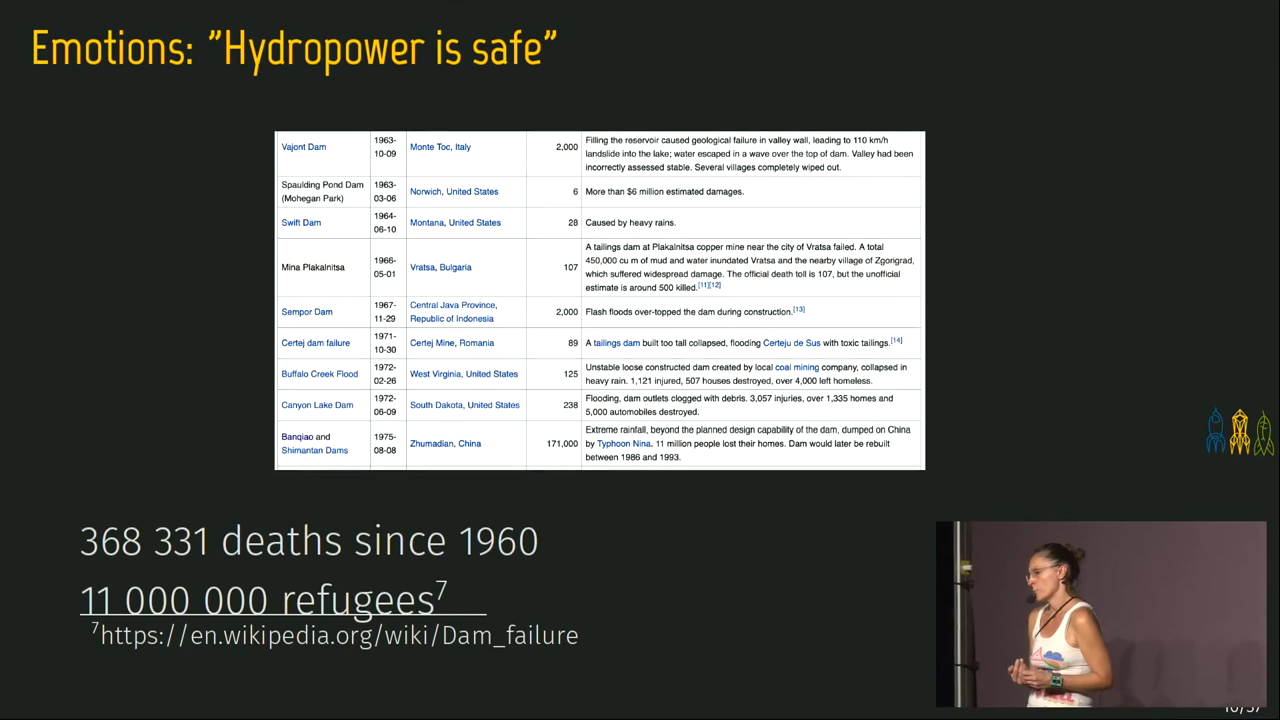 Emotions: "Hydropower is safe"
Vajont Dam
1963-
10-09
Monte Toc, Italy
2,000
Filling the reservoir caused geological failure in valley wall, leading to 110 km/h
landslide into the lake; water escaped in a wave over the top of dam. Valley had been
incorrectly assessed stable. Several villages completely wiped out.
Spaulding Pond Dam
(Mohegan Park)
1963-
03-06
Norwich, United States
6
More than $6 million estimated damages.
Swift Dam
1964-
06-10
Montana, United States
28
Caused by heavy rains.
Mina Plakalnitsa
1966-
05-01
Vratsa, Bulgaria
107
A tailings dam at Plakalnitsa copper mine near the city of Vratsa failed. A total
450,000 cu m of mud and water inundated Vratsa and the nearby village of Zgorigrad,
which suffered widespread damage. The official death toll is 107, but the unofficial
estimate is around 500 killed.[11][12]
Sempor Dam
1967-
11-29
Central Java Province,
Republic of Indonesia
2,000
Flash floods over-topped the dam during construction.[13]
Certej dam failure
1971-
10-30
Certej Mine, Romania
89
A tailings dam built too tall collapsed, flooding Certeju de Sus with toxic tailings.[14]
Buffalo Creek Flood
1972-
02-26
West Virginia, United States
125
Unstable loose constructed dam created by local coal mining company, collapsed in
heavy rain. 1,121 injured, 507 houses destroyed, over 4,000 left homeless.
Canyon Lake Dam
1972-
06-09
South Dakota, United States
238
Flooding, dam outlets clogged with debris. 3,057 injuries, over 1,335 homes and
5,000 automobiles destroyed.
Banqiao and
Shimantan Dams
1975-
08-08
Zhumadian, China
171,000
Extreme rainfall, beyond the planned design capability of the dam, dumped on China
by Typhoon Nina. 11 million people lost their homes. Dam would later be rebuilt
between 1986 and 1993.
368 331 deaths since 1960
11 000 000 refugees7
7https://en.wikipedia.org/wiki/Dam_failure